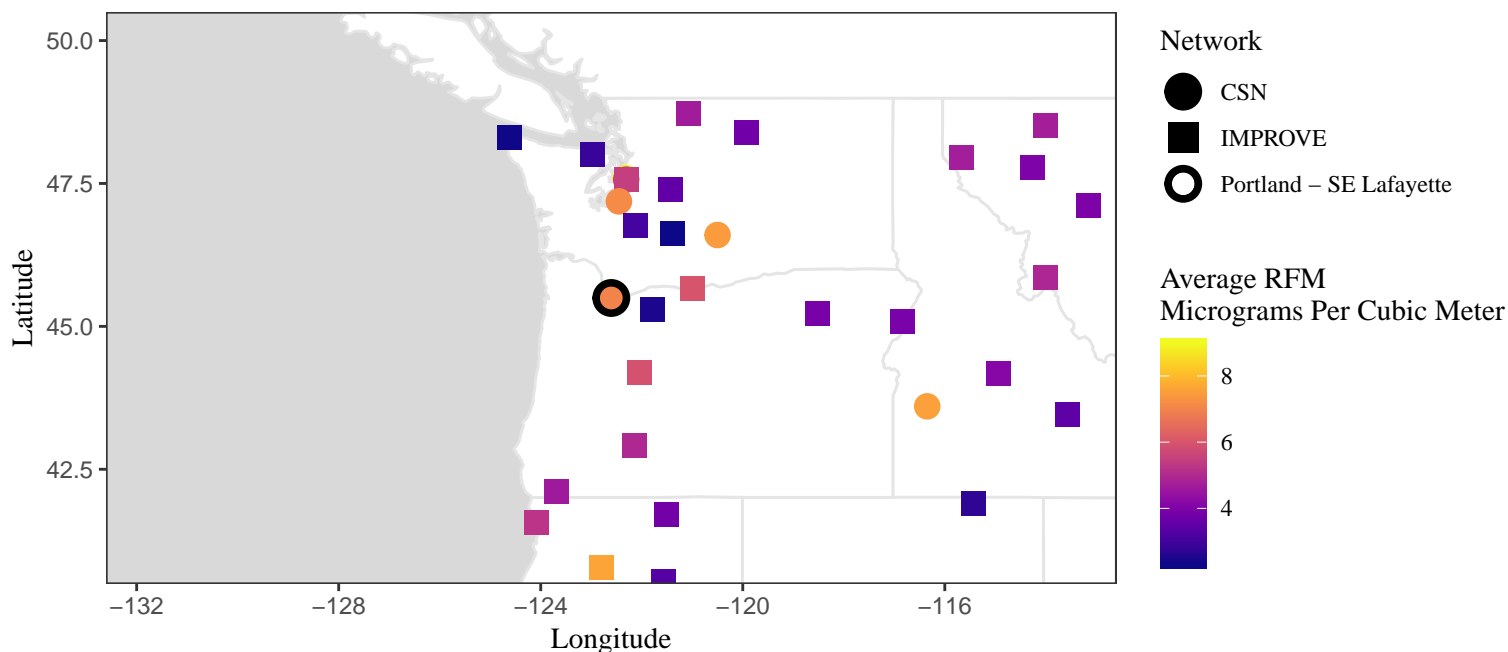 50.0
47.5
45.0
42.5
Latitude
−132
−128
−124
−120
−116
Longitude
Network
CSN
IMPROVE
Portland − SE Lafayette
Average RFM
Micrograms Per Cubic Meter
8
6
4